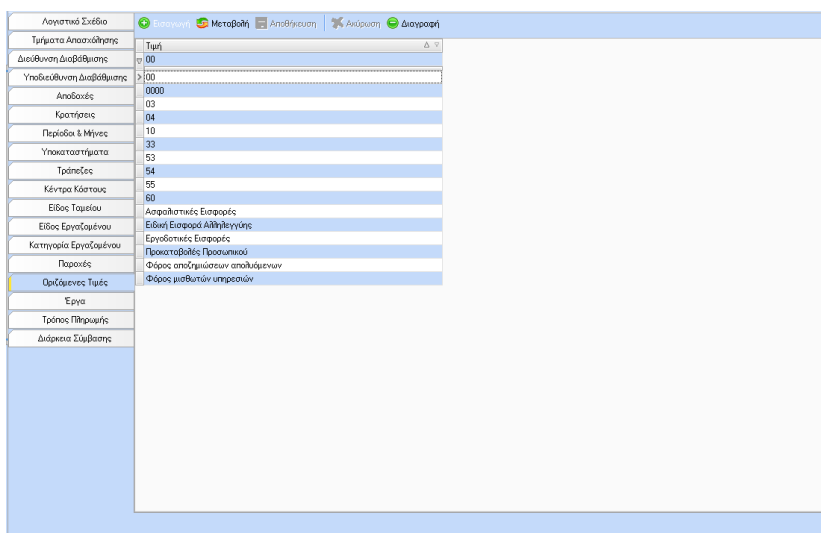 Λογιστικό Σχέδιο
Τμήματα Απασχόλησης
Διεύθυνση Διαβάθμισης
Υποδιεύθυνση Διαβάθμισης
Αποδοχές
Κρατήσεις
Περίοδοι & Μήνες
Υποκαταστήματα
Τράπεζες
Κέντρα Κόστους
Είδος Ταμείου
Είδος Εργαζομένου
Κατηγορία Εργαζομένου
Παροχές
Οριζόμενες Τιμές
Έργα
Τρόπος Πληρωμής
Διάρκεια Σύμβασης
Εισαγωγή Μεταβολή Αποθήκευση Ακύρωση Διαγραφή
Τιμή
00
00
0000
03
04
10
33
53
54
55
60
Ασφαλιστικές Εισφορές
Ειδική Εισφορά Αλληλεγγύης
Εργοδοτικές Εισφορές
Προκαταβολές Προσωπικού
Φόρος αποζημιώσεων απολυόμενων
Φόρος μισθωτών υπηρεσιών